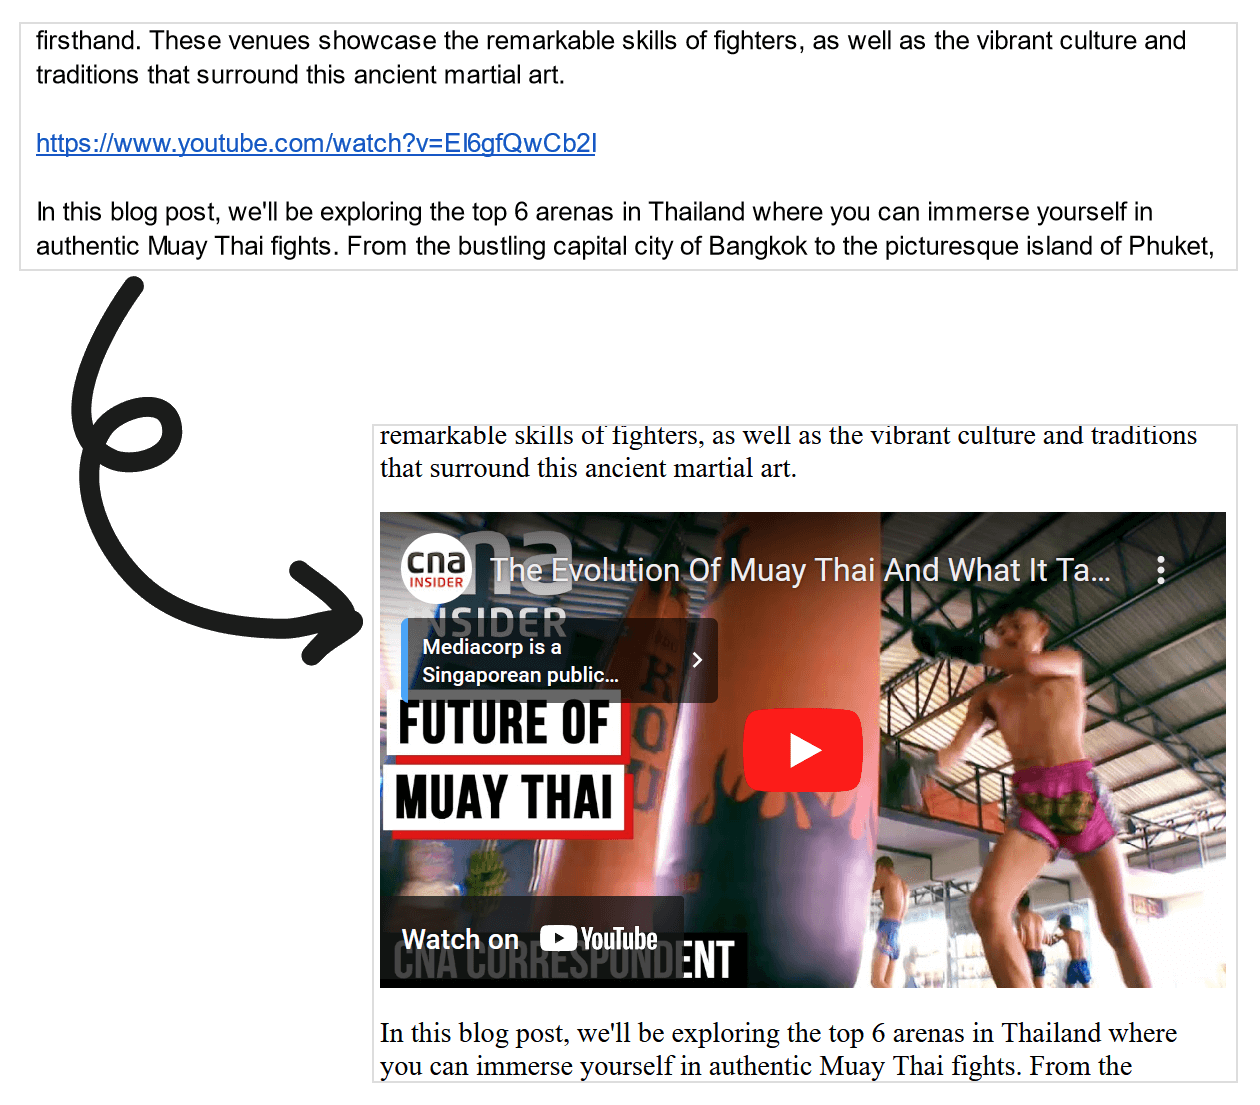 firsthand. These venues showcase the remarkable skills of fighters, as well as the vibrant culture and
traditions that surround this ancient martial art.
https://www.youtube.com/watch?v=EI6gfQwCb2I
In this blog post, we'll be exploring the top 6 arenas in Thailand where you can immerse yourself in
authentic Muay Thai fights. From the bustling capital city of Bangkok to the picturesque island of Phuket,
remarkable skills of fighters, as well as the vibrant culture and traditions
that surround this ancient martial art.
cna
INSIDER
The Evolution Of Muay Thai And What It Ta...
na
INSIDER
Mediacorp is a
Singaporean public...
FUTURE OF
MUAY THAI
Watch on YouTube
CNA CORRESPONDENT
In this blog post, we'll be exploring the top 6 arenas in Thailand where
you can immerse yourself in authentic Muay Thai fights. From the